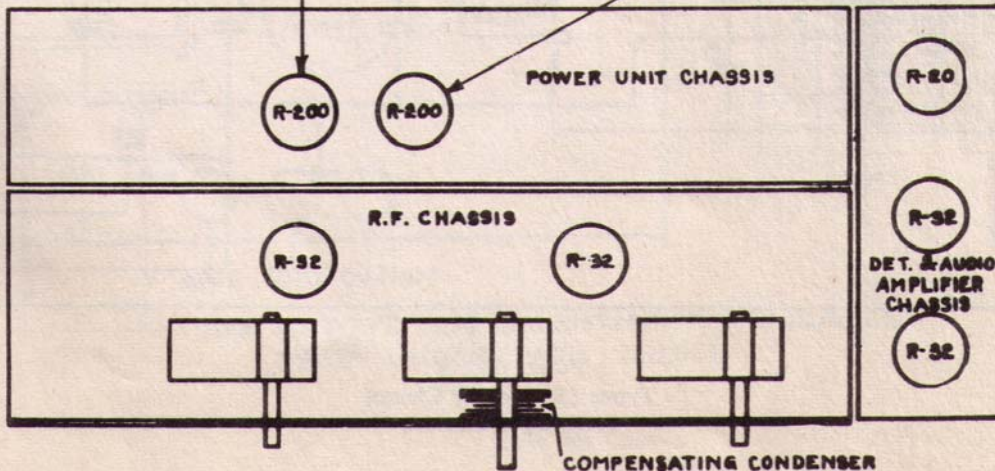 R-200
R-200
POWER UNIT CHASSIS
R.F. CHASSIS
R-32
R-32
R-20
R-32
DET. & AUDIO
AMPLIFIER
CHASSIS
R-32
COMPENSATING CONDENSER